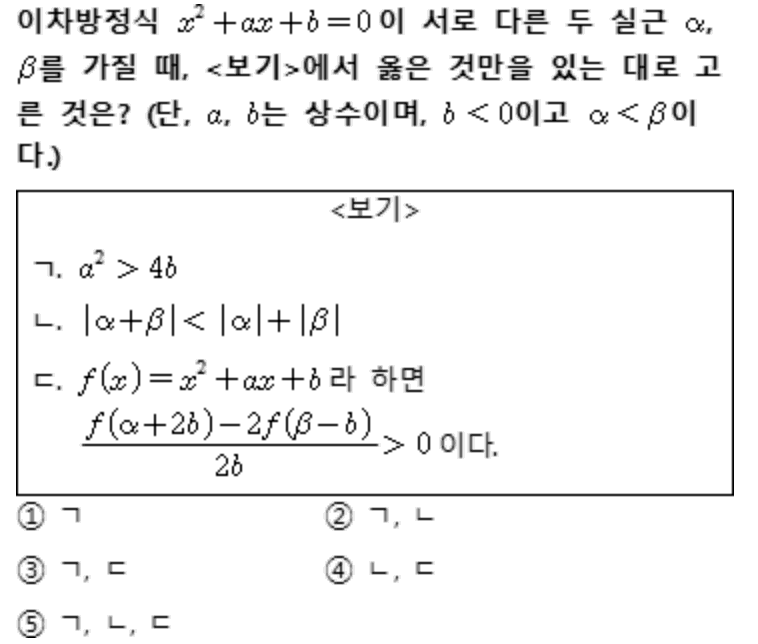 이차방정식 x²+ax+b=0이 서로 다른 두 실근 α,
β를 가질 때, <보기>에서 옳은 것만을 있는 대로 고
른 것은? (단, a, b는 상수이며, b<0이고 α<β이
다.)
<보기>
ㄱ. a²>4b
ㄴ. |α+β|<|α|+|β|
ㄷ. f(x)=x²+ax+b라 하면
(f(α+2b)-2f(β-b))/2b>0이다.
① ㄱ ② ㄱ, ㄴ
③ ㄱ, ㄷ ④ ㄴ, ㄷ
⑤ ㄱ, ㄴ, ㄷ